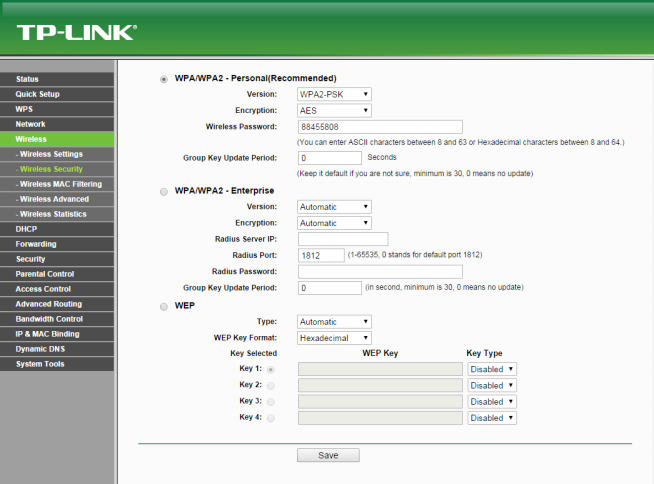 TP-LINK®
Status
Quick Setup
WPS
Network
Wireless
- Wireless Settings
- Wireless Security
- Wireless MAC Filtering
- Wireless Advanced
- Wireless Statistics
DHCP
Forwarding
Security
Parental Control
Access Control
Advanced Routing
Bandwidth Control
IP & MAC Binding
Dynamic DNS
System Tools
WPA/WPA2 - Personal(Recommended)
Version: WPA2-PSK
Encryption: AES
Wireless Password: 88455808
(You can enter ASCII characters between 8 and 63 or Hexadecimal characters between 8 and 64.)
Group Key Update Period: 0 Seconds
(Keep it default if you are not sure, minimum is 30, 0 means no update)
WPA/WPA2 - Enterprise
Version: Automatic
Encryption: Automatic
Radius Server IP:
Radius Port: 1812 (1-65535, 0 stands for default port 1812)
Radius Password:
Group Key Update Period: 0 (in second, minimum is 30, 0 means no update)
WEP
Type: Automatic
WEP Key Format: Hexadecimal
Key Selected WEP Key Key Type
Key 1: Disabled
Key 2: Disabled
Key 3: Disabled
Key 4: Disabled
Save